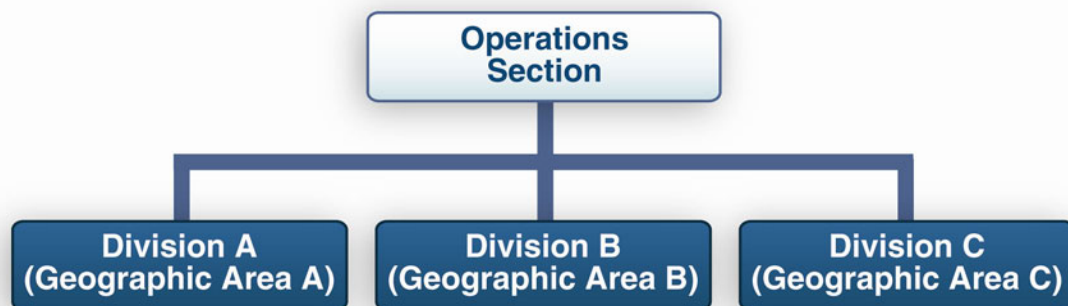 Operations
Section
Division A
(Geographic Area A)
Division B
(Geographic Area B)
Division C
(Geographic Area C)